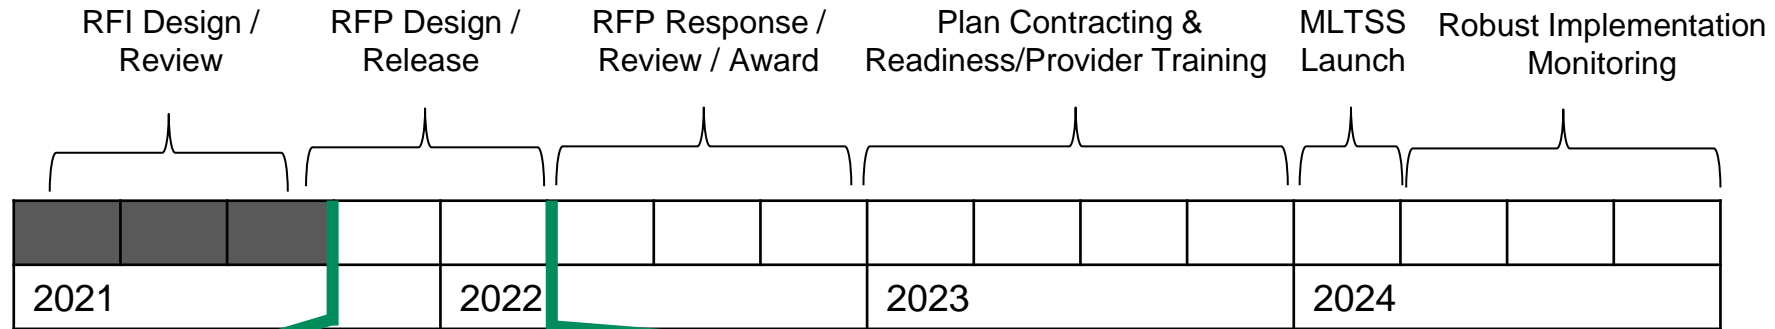 RFI Design /
Review
RFP Design /
Release
RFP Response /
Review / Award
Plan Contracting &
Readiness/Provider Training
MLTSS
Launch
Robust Implementation
Monitoring
2021
2022
2023
2024